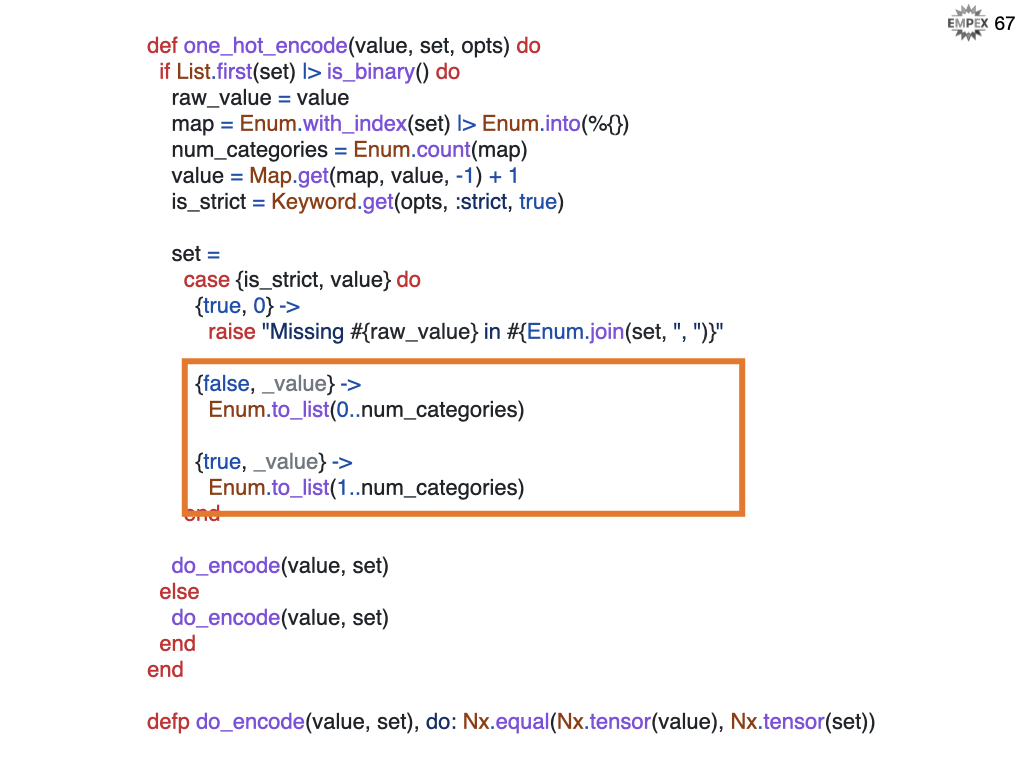 EMPEX 67
def one_hot_encode(value, set, opts) do
  if List.first(set) |> is_binary() do
    raw_value = value
    map = Enum.with_index(set) |> Enum.into(%{})
    num_categories = Enum.count(map)
    value = Map.get(map, value, -1) + 1
    is_strict = Keyword.get(opts, :strict, true)

    set =
      case {is_strict, value} do
        {true, 0} ->
          raise "Missing #{raw_value} in #{Enum.join(set, ", ")}"

        {false, _value} ->
          Enum.to_list(0..num_categories)

        {true, _value} ->
          Enum.to_list(1..num_categories)
      end

    do_encode(value, set)
  else
    do_encode(value, set)
  end
end

defp do_encode(value, set), do: Nx.equal(Nx.tensor(value), Nx.tensor(set))